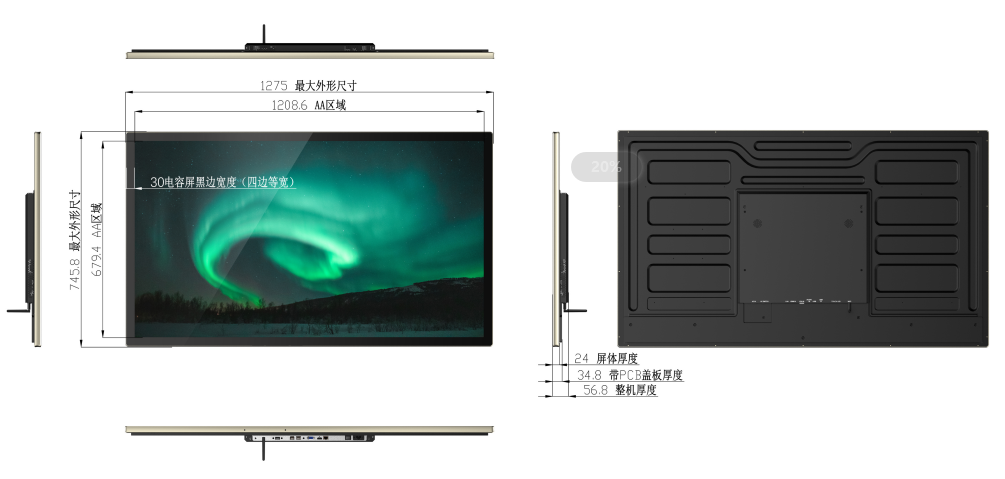 1275 最大外形尺寸
1208.6 AA区域
30电容屏黑边宽度（四边等宽）
745.8 最大外形尺寸
679.4 AA区域
20%
24 屏体厚度
34.8 带PCB盖板厚度
56.8 整机厚度